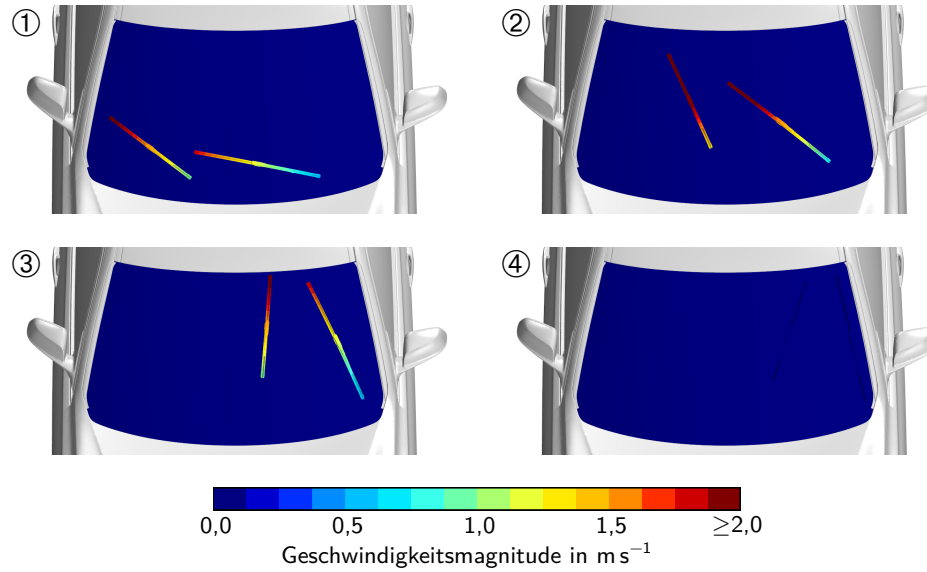 ①
②
③
④
0,0 0,5 1,0 1,5 ≥2,0
Geschwindigkeitsmagnitude in m s⁻¹